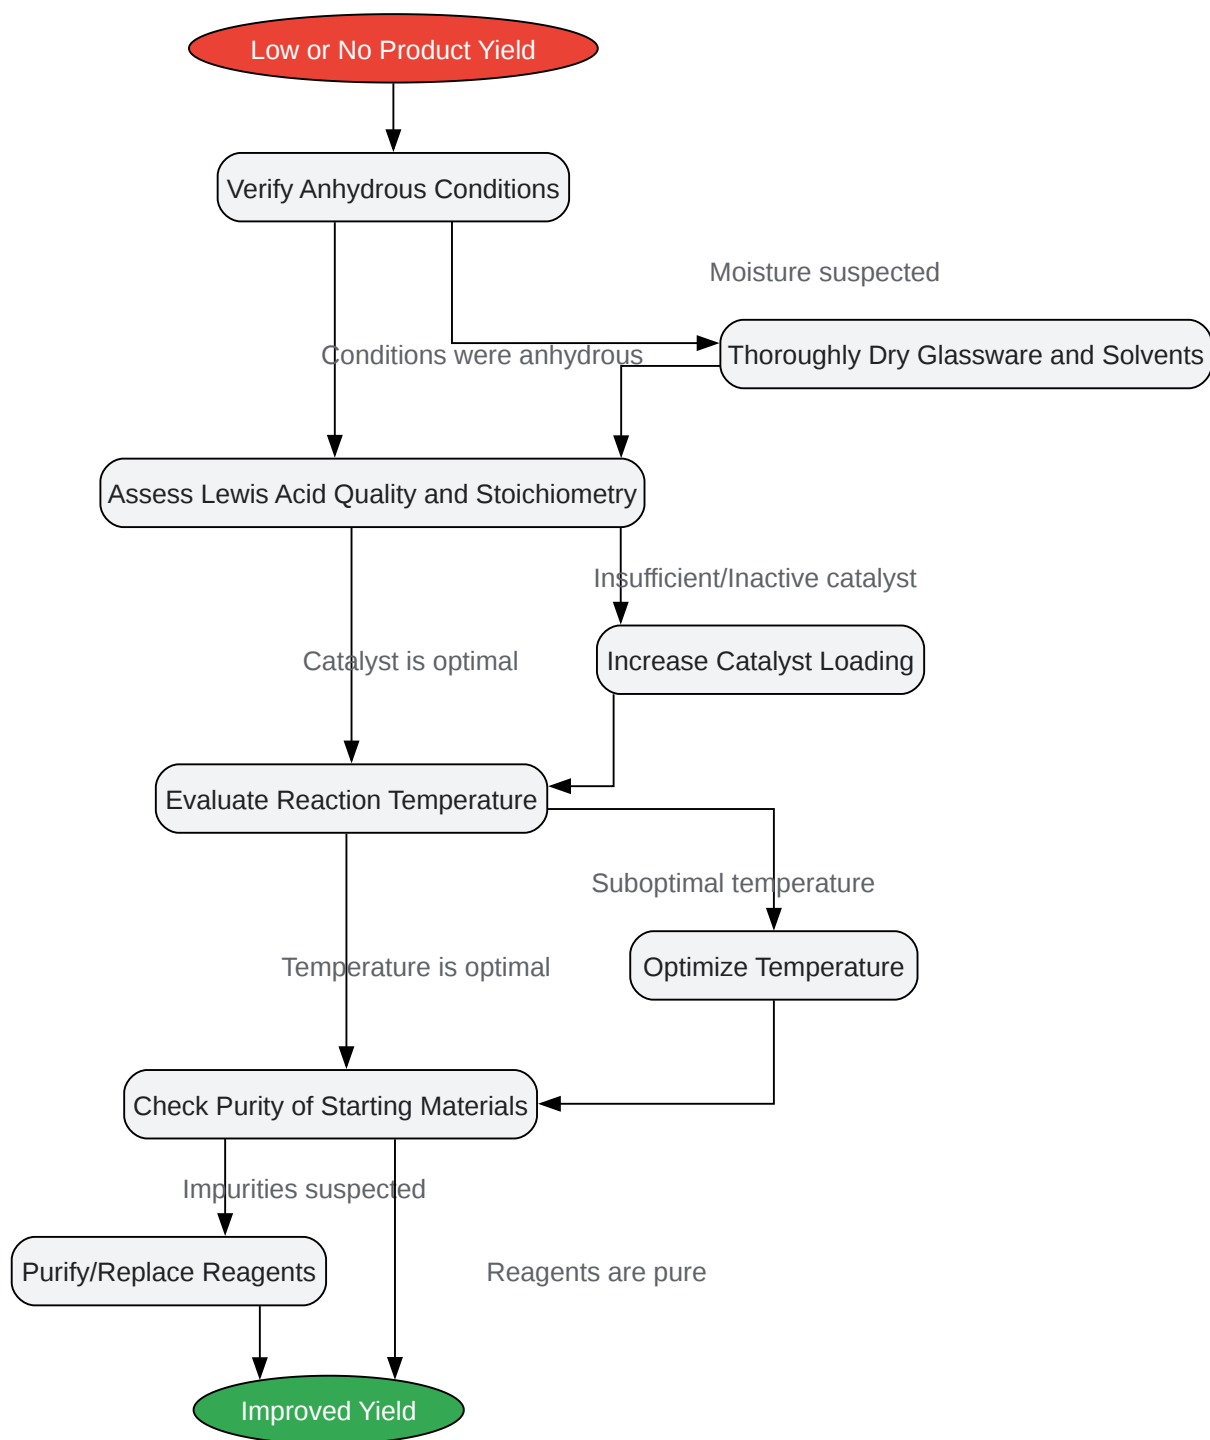 Low or No Product Yield
Verify Anhydrous Conditions
Moisture suspected
Conditions were anhydrous
Thoroughly Dry Glassware and Solvents
Assess Lewis Acid Quality and Stoichiometry
Insufficient/Inactive catalyst
Catalyst is optimal
Increase Catalyst Loading
Evaluate Reaction Temperature
Suboptimal temperature
Temperature is optimal
Optimize Temperature
Check Purity of Starting Materials
Impurities suspected
Purify/Replace Reagents
Reagents are pure
Improved Yield